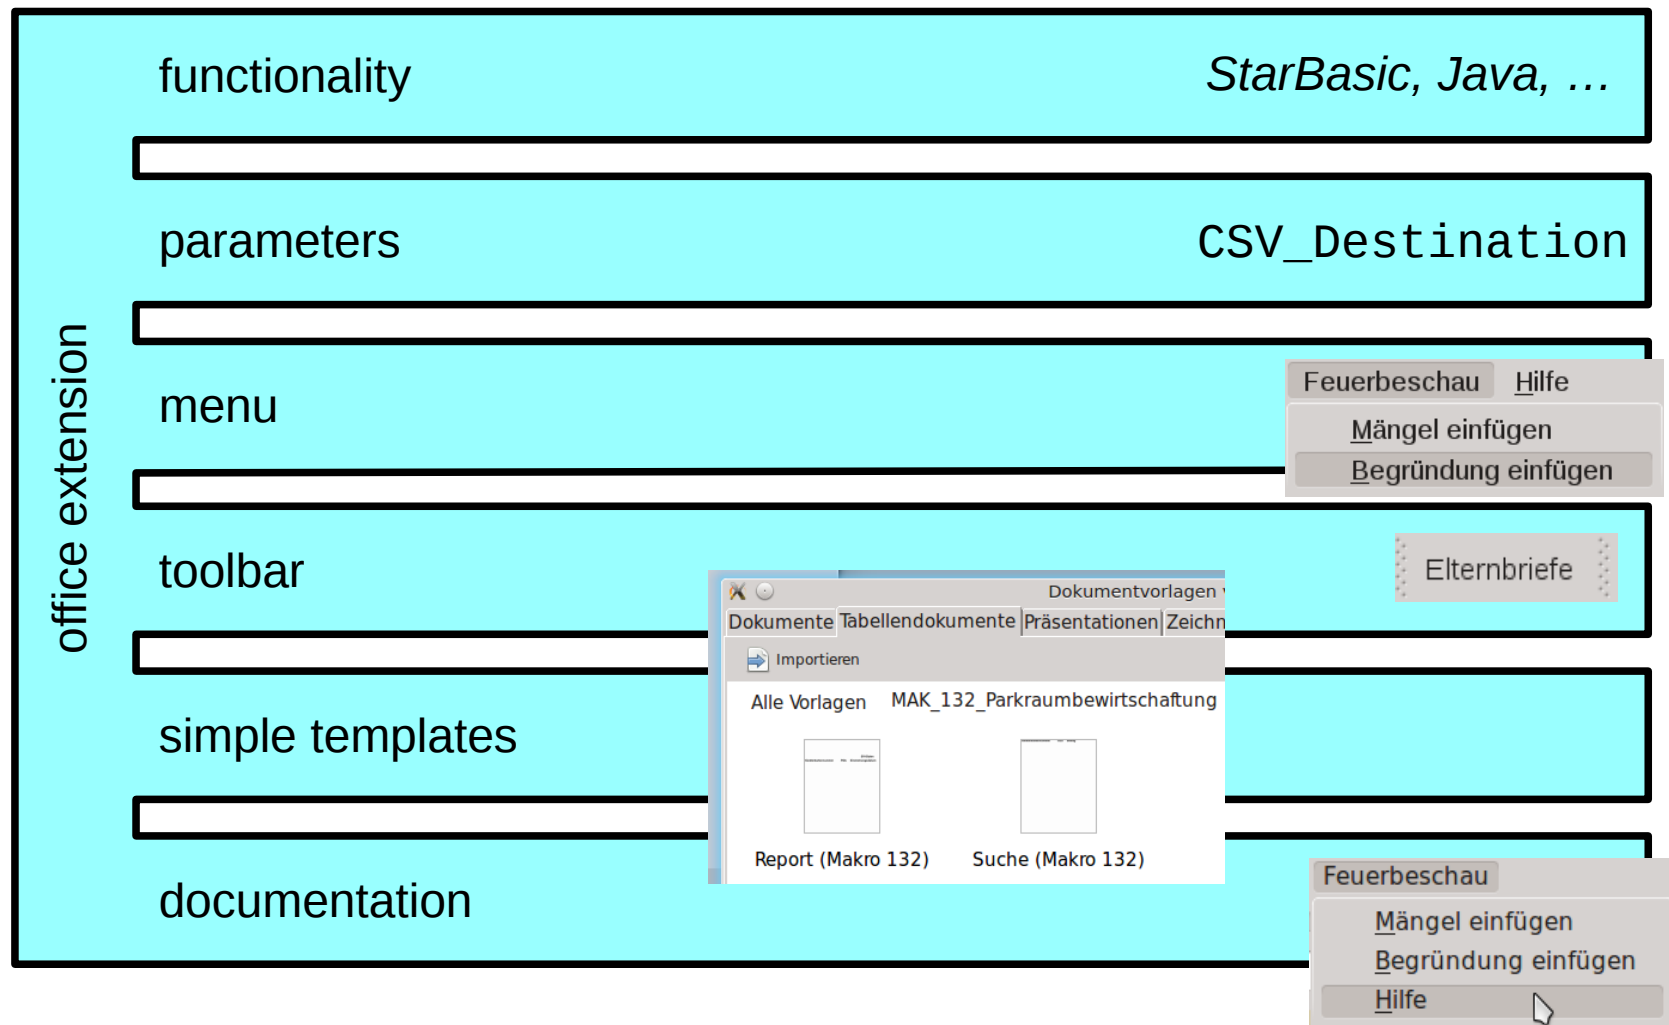 office extension
functionality
StarBasic, Java, …
parameters
CSV_Destination
menu
Feuerbeschau Hilfe
Mängel einfügen
Begründung einfügen
toolbar
Elternbriefe
Dokumentvorlagen
Dokumente Tabellendokumente Präsentationen Zeichn
Importieren
Alle Vorlagen MAK_132_Parkraumbewirtschaftung
Report (Makro 132) Suche (Makro 132)
simple templates
documentation
Feuerbeschau
Mängel einfügen
Begründung einfügen
Hilfe